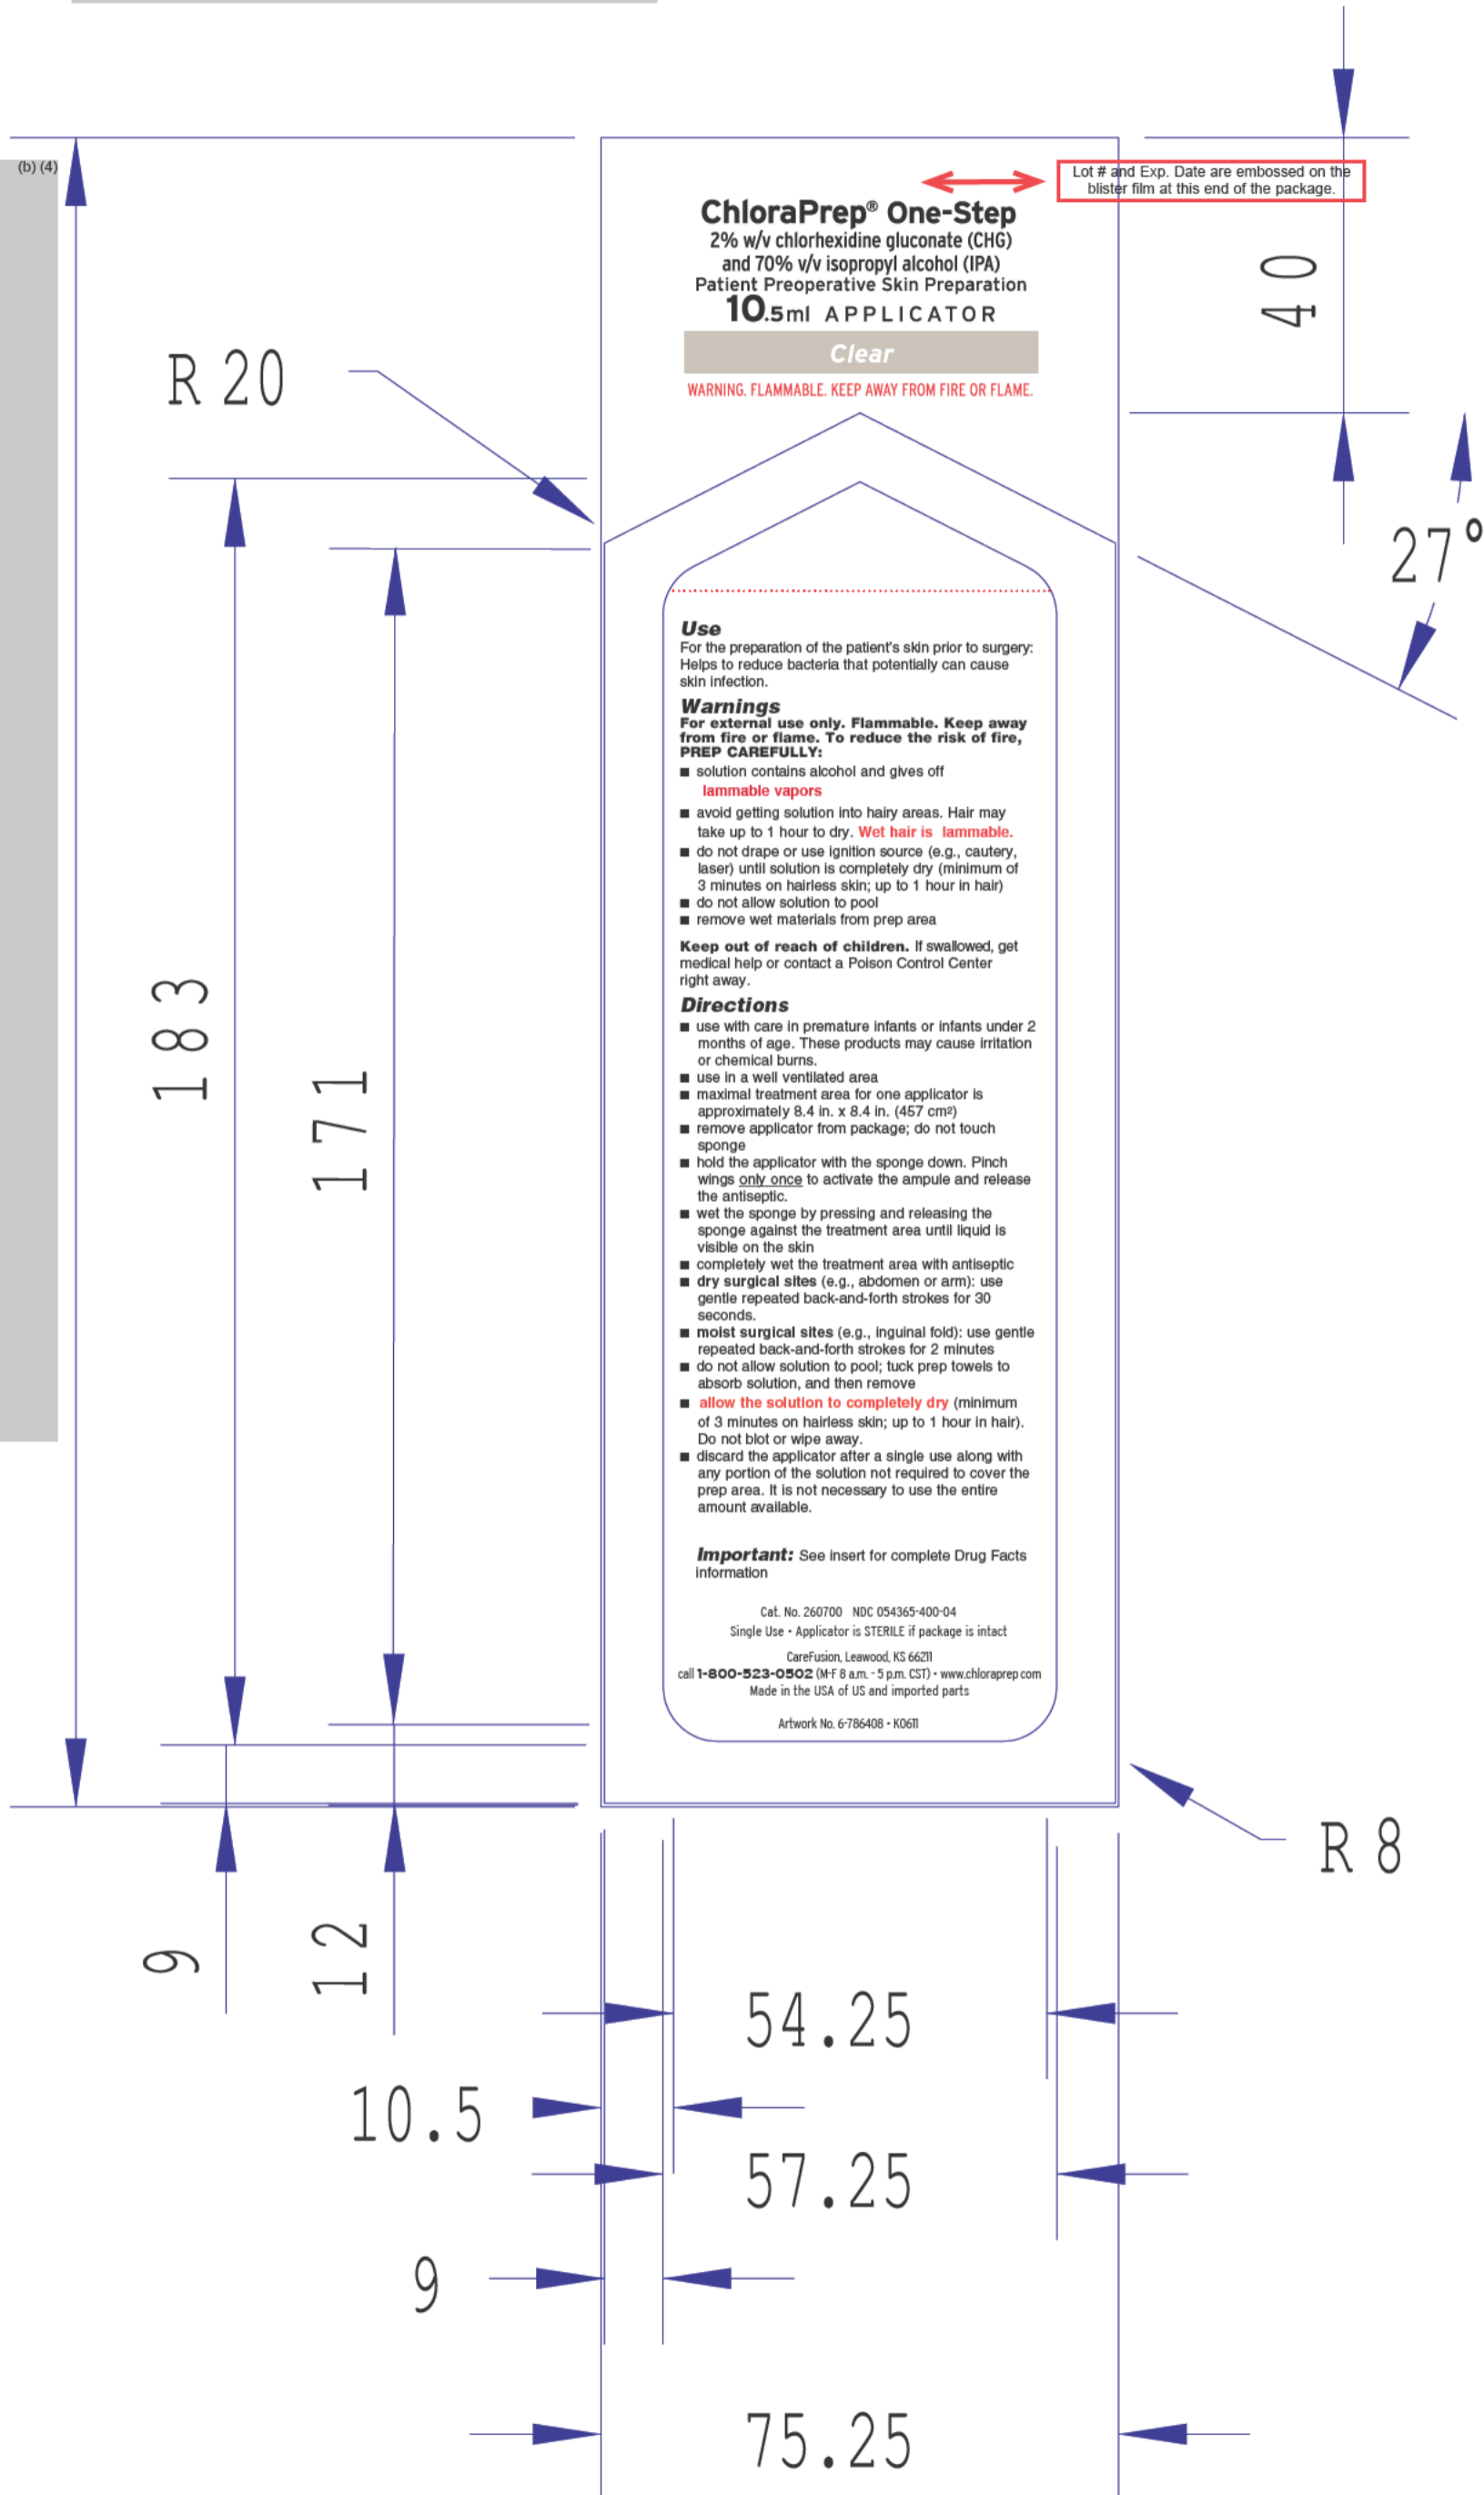 (b) (4)
Lot # and Exp. Date are embossed on the
blister film at this end of the package.
ChloraPrep® One-Step
2% w/v chlorhexidine gluconate (CHG)
and 70% v/v isopropyl alcohol (IPA)
Patient Preoperative Skin Preparation
10.5ml APPLICATOR
Clear
WARNING. FLAMMABLE. KEEP AWAY FROM FIRE OR FLAME.
40
R 20
27°
Use
For the preparation of the patient's skin prior to surgery:
Helps to reduce bacteria that potentially can cause
skin infection.
Warnings
For external use only. Flammable. Keep away
from fire or flame. To reduce the risk of fire,
PREP CAREFULLY:
■ solution contains alcohol and gives off
lammable vapors
■ avoid getting solution into hairy areas. Hair may
take up to 1 hour to dry. Wet hair is lammable.
■ do not drape or use ignition source (e.g., cautery,
laser) until solution is completely dry (minimum of
3 minutes on hairless skin; up to 1 hour in hair)
■ do not allow solution to pool
■ remove wet materials from prep area
Keep out of reach of children. If swallowed, get
medical help or contact a Poison Control Center
right away.
Directions
■ use with care in premature infants or infants under 2
months of age. These products may cause irritation
or chemical burns.
■ use in a well ventilated area
■ maximal treatment area for one applicator is
approximately 8.4 in. x 8.4 in. (457 cm²)
■ remove applicator from package; do not touch
sponge
■ hold the applicator with the sponge down. Pinch
wings only once to activate the ampule and release
the antiseptic.
■ wet the sponge by pressing and releasing the
sponge against the treatment area until liquid is
visible on the skin
■ completely wet the treatment area with antiseptic
■ dry surgical sites (e.g., abdomen or arm): use
gentle repeated back-and-forth strokes for 30
seconds.
■ moist surgical sites (e.g., inguinal fold): use gentle
repeated back-and-forth strokes for 2 minutes
■ do not allow solution to pool; tuck prep towels to
absorb solution, and then remove
■ allow the solution to completely dry (minimum
of 3 minutes on hairless skin; up to 1 hour in hair).
Do not blot or wipe away.
■ discard the applicator after a single use along with
any portion of the solution not required to cover the
prep area. It is not necessary to use the entire
amount available.
Important: See insert for complete Drug Facts
information
Cat. No. 260700 NDC 054365-400-04
Single Use • Applicator is STERILE if package is intact
CareFusion, Leawood, KS 66211
call 1-800-523-0502 (M-F 8 a.m. - 5 p.m. CST) • www.chloraprep.com
Made in the USA of US and imported parts
Artwork No. 6-786408 • K0611
183
171
R 8
9
12
54.25
10.5
57.25
9
75.25